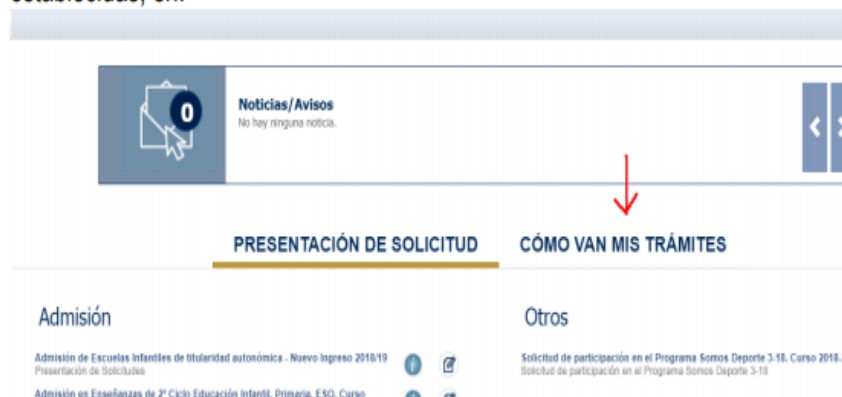 0
Noticias/Avisos
No hay ninguna noticia.
PRESENTACIÓN DE SOLICITUD
CÓMO VAN MIS TRÁMITES
Admisión
Admisión de Escuelas Infantiles de titularidad autonómica - Nuevo Ingreso 2018/19
Presentación de Solicitudes
Admisión en Enseñanzas de 2º Ciclo Educación Infantil, Primaria, ESO, Curso
Otros
Solicitud de participación en el Programa Somos Deporte 3-18. Curso 2018-
Solicitud de participación en el Programa Somos Deporte 3-18